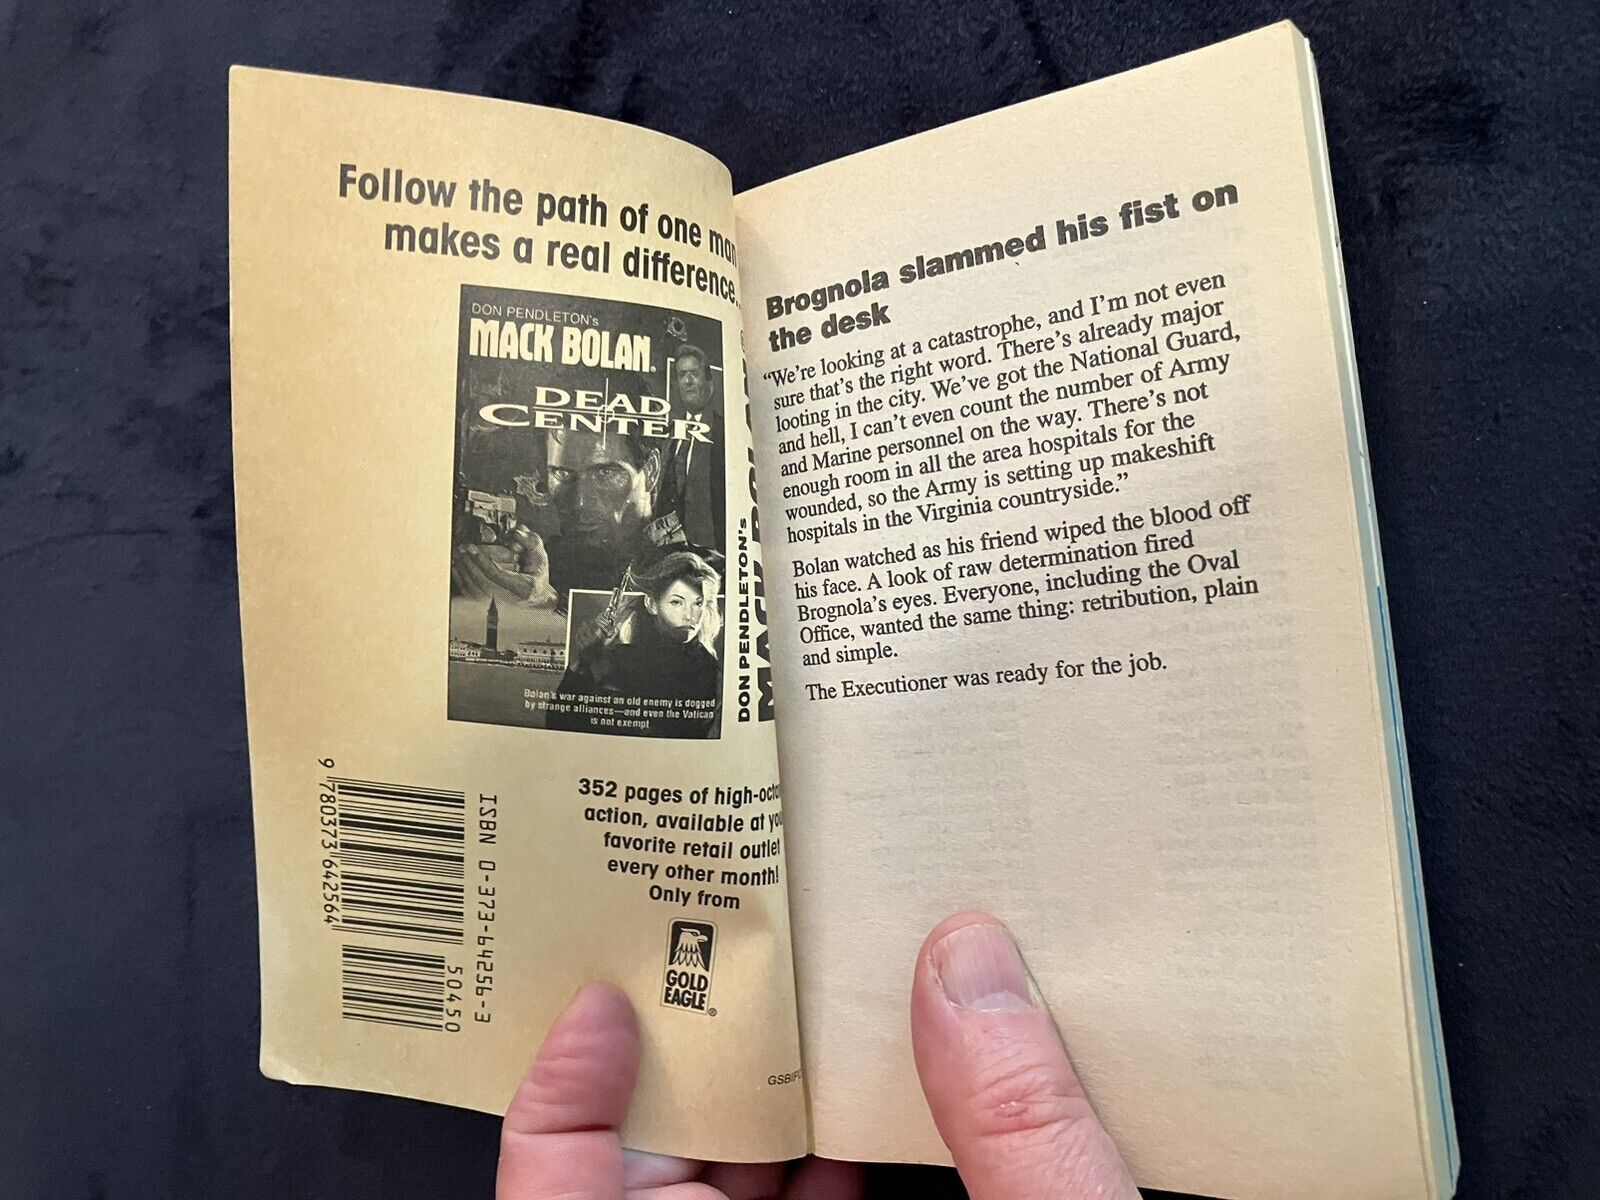 Follow the path of one man
makes a real difference..
DON PENDLETON's
MACK BOLAN®
DEAD
CENTER
Bolan's war against an old enemy is dogged
by strange alliances—and even the Vatican
is not exempt
DON PENDLETON's
352 pages of high-
action, available at
favorite retail outlet
every other month!
Only from
GOLD
EAGLE®
9 780373 642564
50450
ISBN 0-373-64256-3
Brognola slammed his fist on
the desk
“We’re looking at a catastrophe, and I’m not even
sure that’s the right word. There’s already major
looting in the city. We’ve got the National Guard,
and hell, I can’t even count the number of Army
and Marine personnel on the way. There’s not
enough room in all the area hospitals for the
wounded, so the Army is setting up makeshift
hospitals in the Virginia countryside.”
Bolan watched as his friend wiped the blood off
his face. A look of raw determination fired
Brognola’s eyes. Everyone, including the Oval
Office, wanted the same thing: retribution, plain
and simple.
The Executioner was ready for the job.